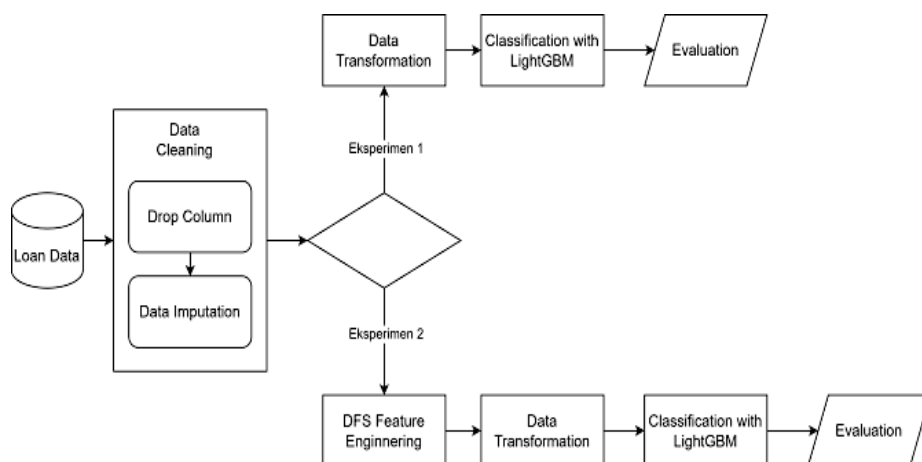 Loan Data
Data
Cleaning
Drop Column
Data Imputation
Eksperimen 1
Data
Transformation
Classification with
LightGBM
Evaluation
Eksperimen 2
DFS Feature
Enginnering
Data
Transformation
Classification with
LightGBM
Evaluation